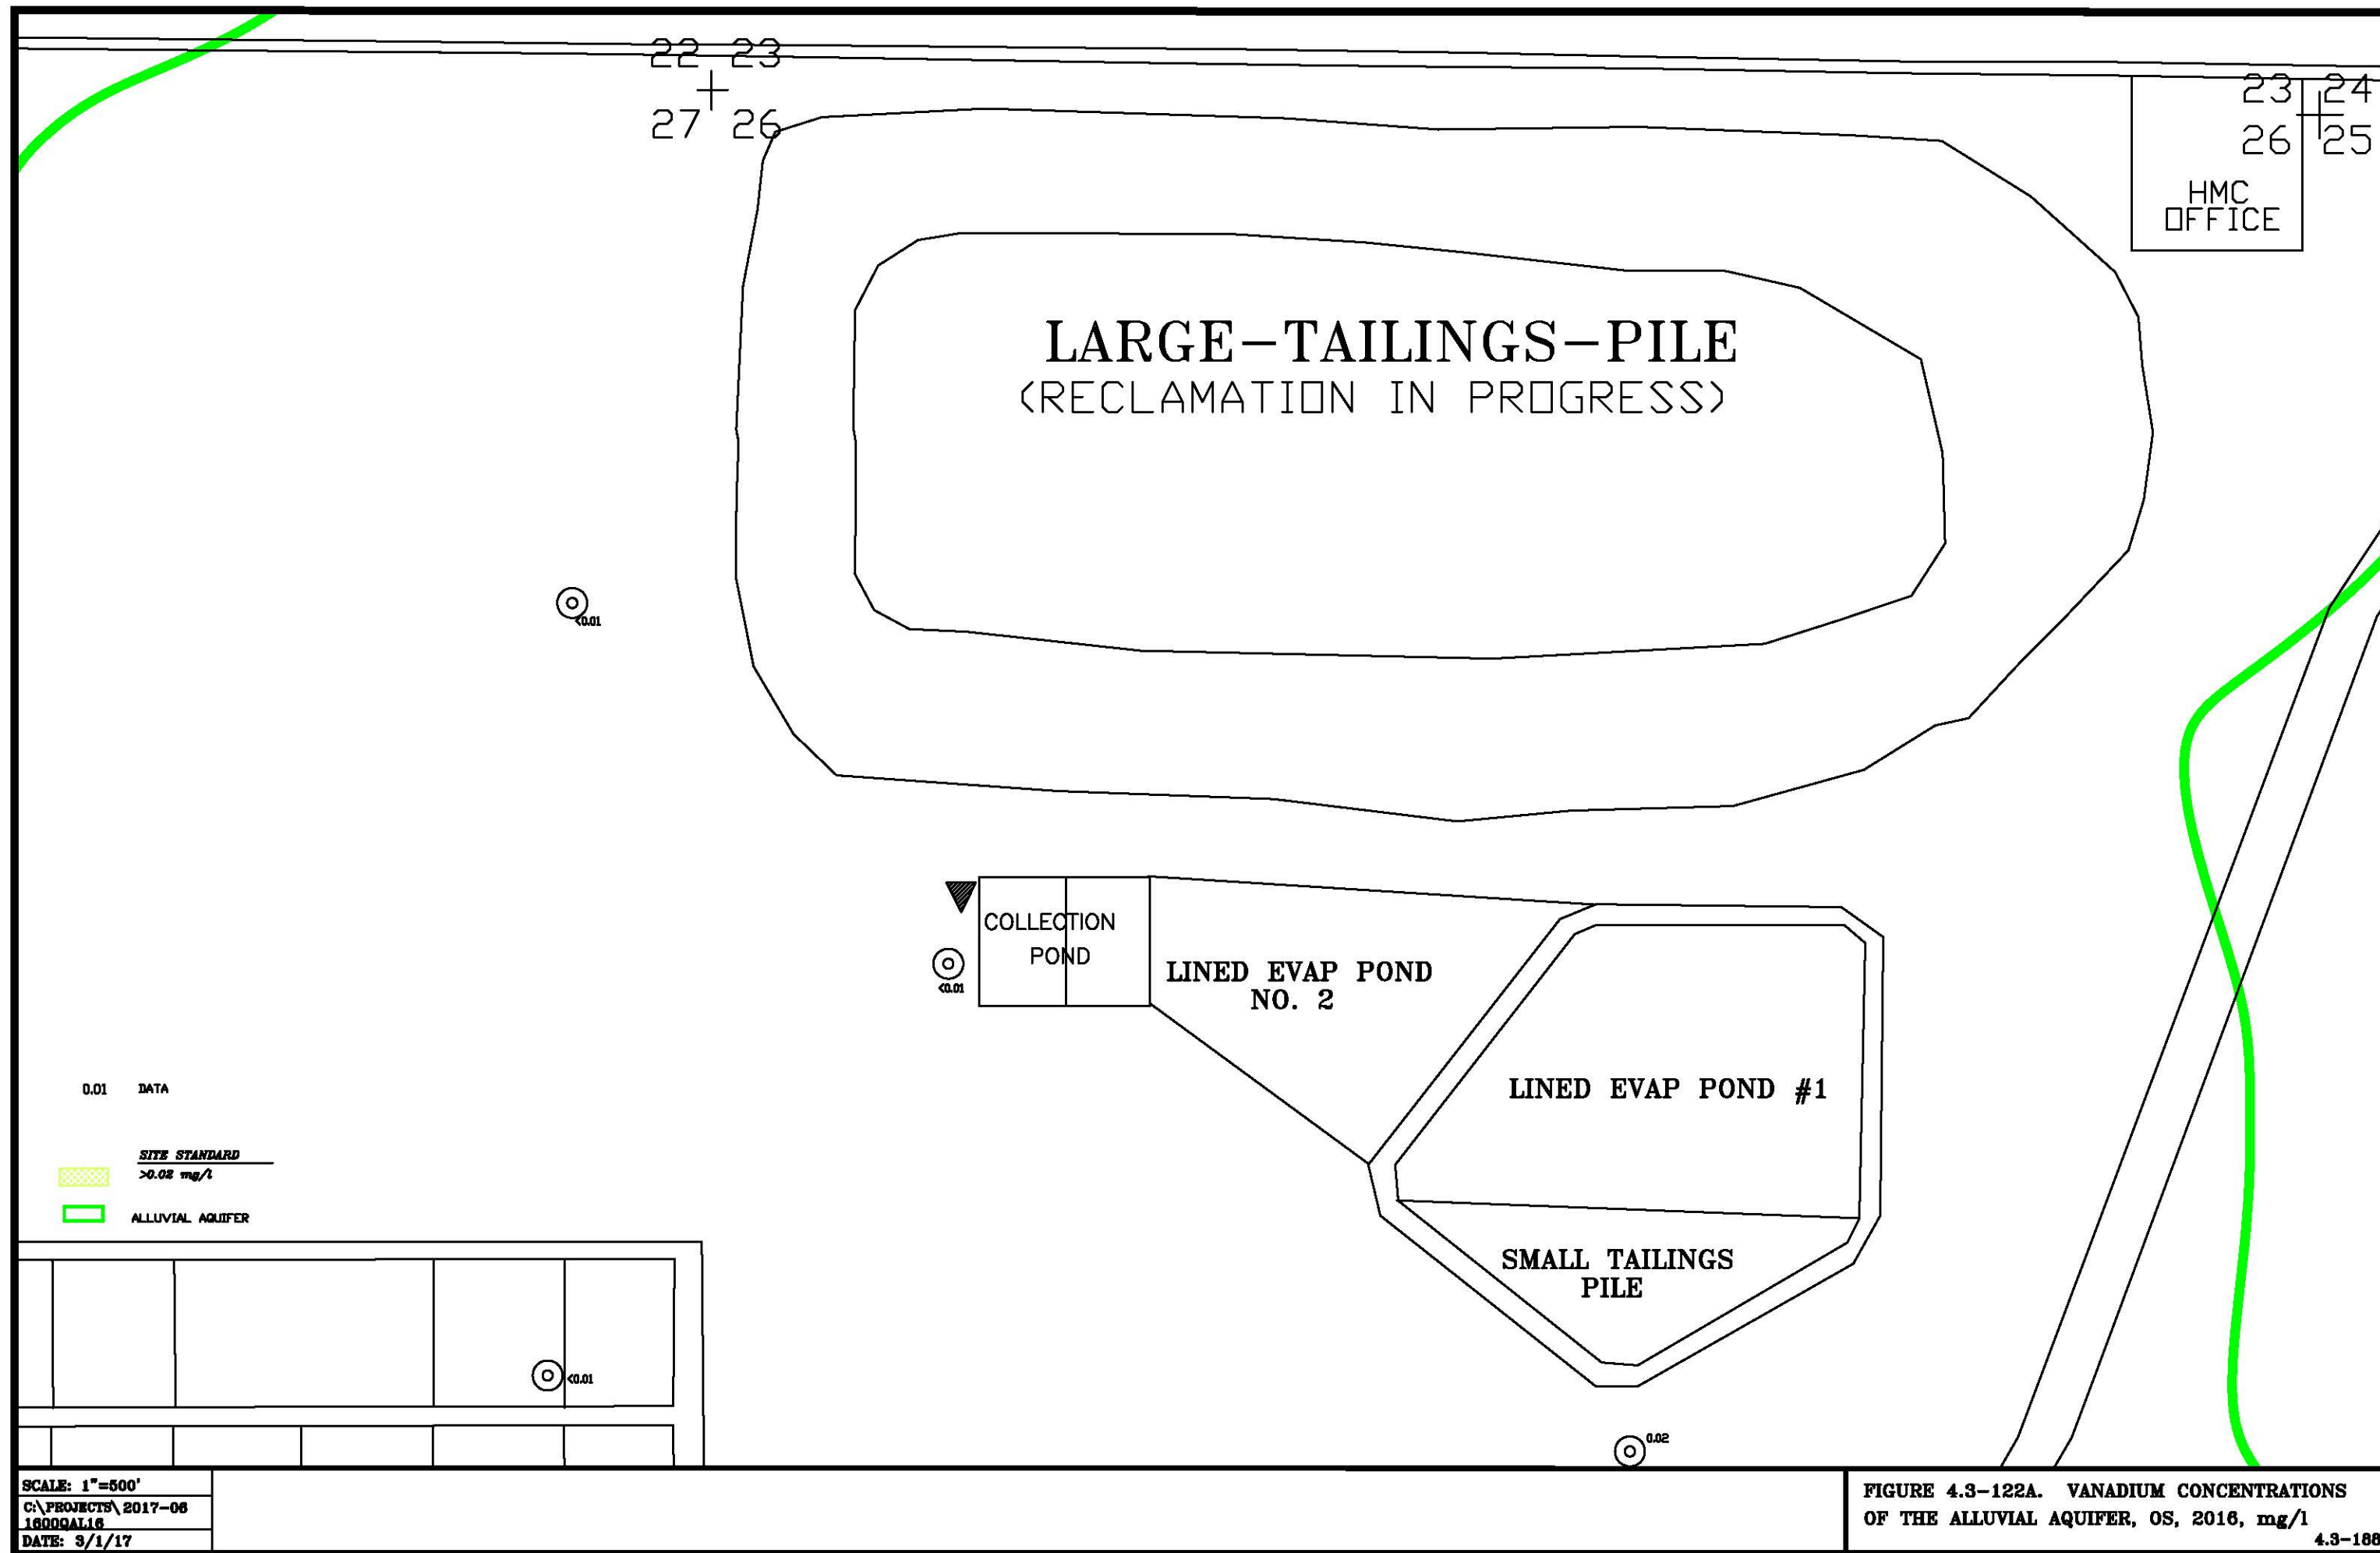 22 23
27 26
23 24
26 25
HMC
OFFICE
LARGE-TAILINGS-PILE
(RECLAMATION IN PROGRESS)
<0.01
COLLECTION
POND
<0.01
LINED EVAP POND
NO. 2
LINED EVAP POND #1
0.01 DATA
SITE STANDARD
>0.02 mg/l
ALLUVIAL AQUIFER
SMALL TAILINGS
PILE
<0.01
0.02
SCALE: 1"=500'
C:\PROJECTS\2017-06
1600QAL16
DATE: 3/1/17
FIGURE 4.3-122A. VANADIUM CONCENTRATIONS
OF THE ALLUVIAL AQUIFER, OS, 2016, mg/l
4.3-188